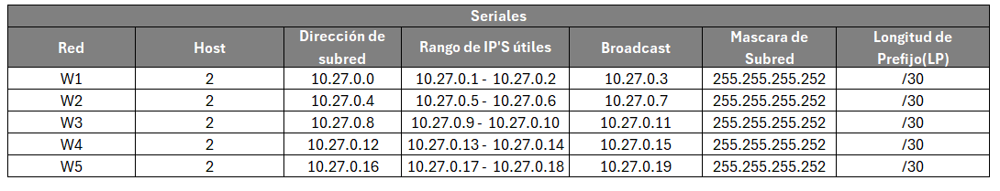 Seriales
Red Host Dirección de subred Rango de IP'S útiles Broadcast Mascara de Subred Longitud de Prefijo(LP)
W1 2 10.27.0.0 10.27.0.1 - 10.27.0.2 10.27.0.3 255.255.255.252 /30
W2 2 10.27.0.4 10.27.0.5 - 10.27.0.6 10.27.0.7 255.255.255.252 /30
W3 2 10.27.0.8 10.27.0.9 - 10.27.0.10 10.27.0.11 255.255.255.252 /30
W4 2 10.27.0.12 10.27.0.13 - 10.27.0.14 10.27.0.15 255.255.255.252 /30
W5 2 10.27.0.16 10.27.0.17 - 10.27.0.18 10.27.0.19 255.255.255.252 /30